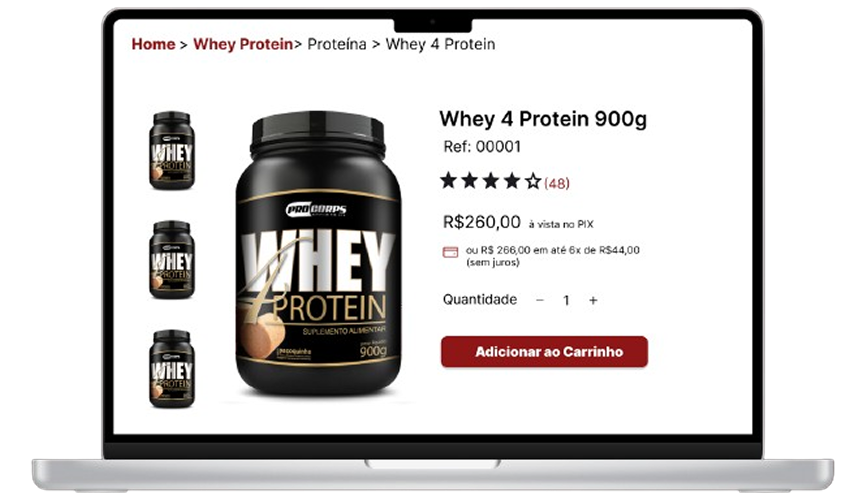 Home > Whey Protein> Proteína > Whey 4 Protein
Whey 4 Protein 900g
Ref: 00001
(48)
R$260,00 à vista no PIX
ou R$ 266,00 em até 6x de R$44,00
(sem juros)
Quantidade − 1 +
Adicionar ao Carrinho
PROCORPS
WHEY
4 PROTEIN
SUPLEMENTO ALIMENTAR
paçoquinha
900g
WHEY
PROTEIN
WHEY
PROTEIN
WHEY
PROTEIN